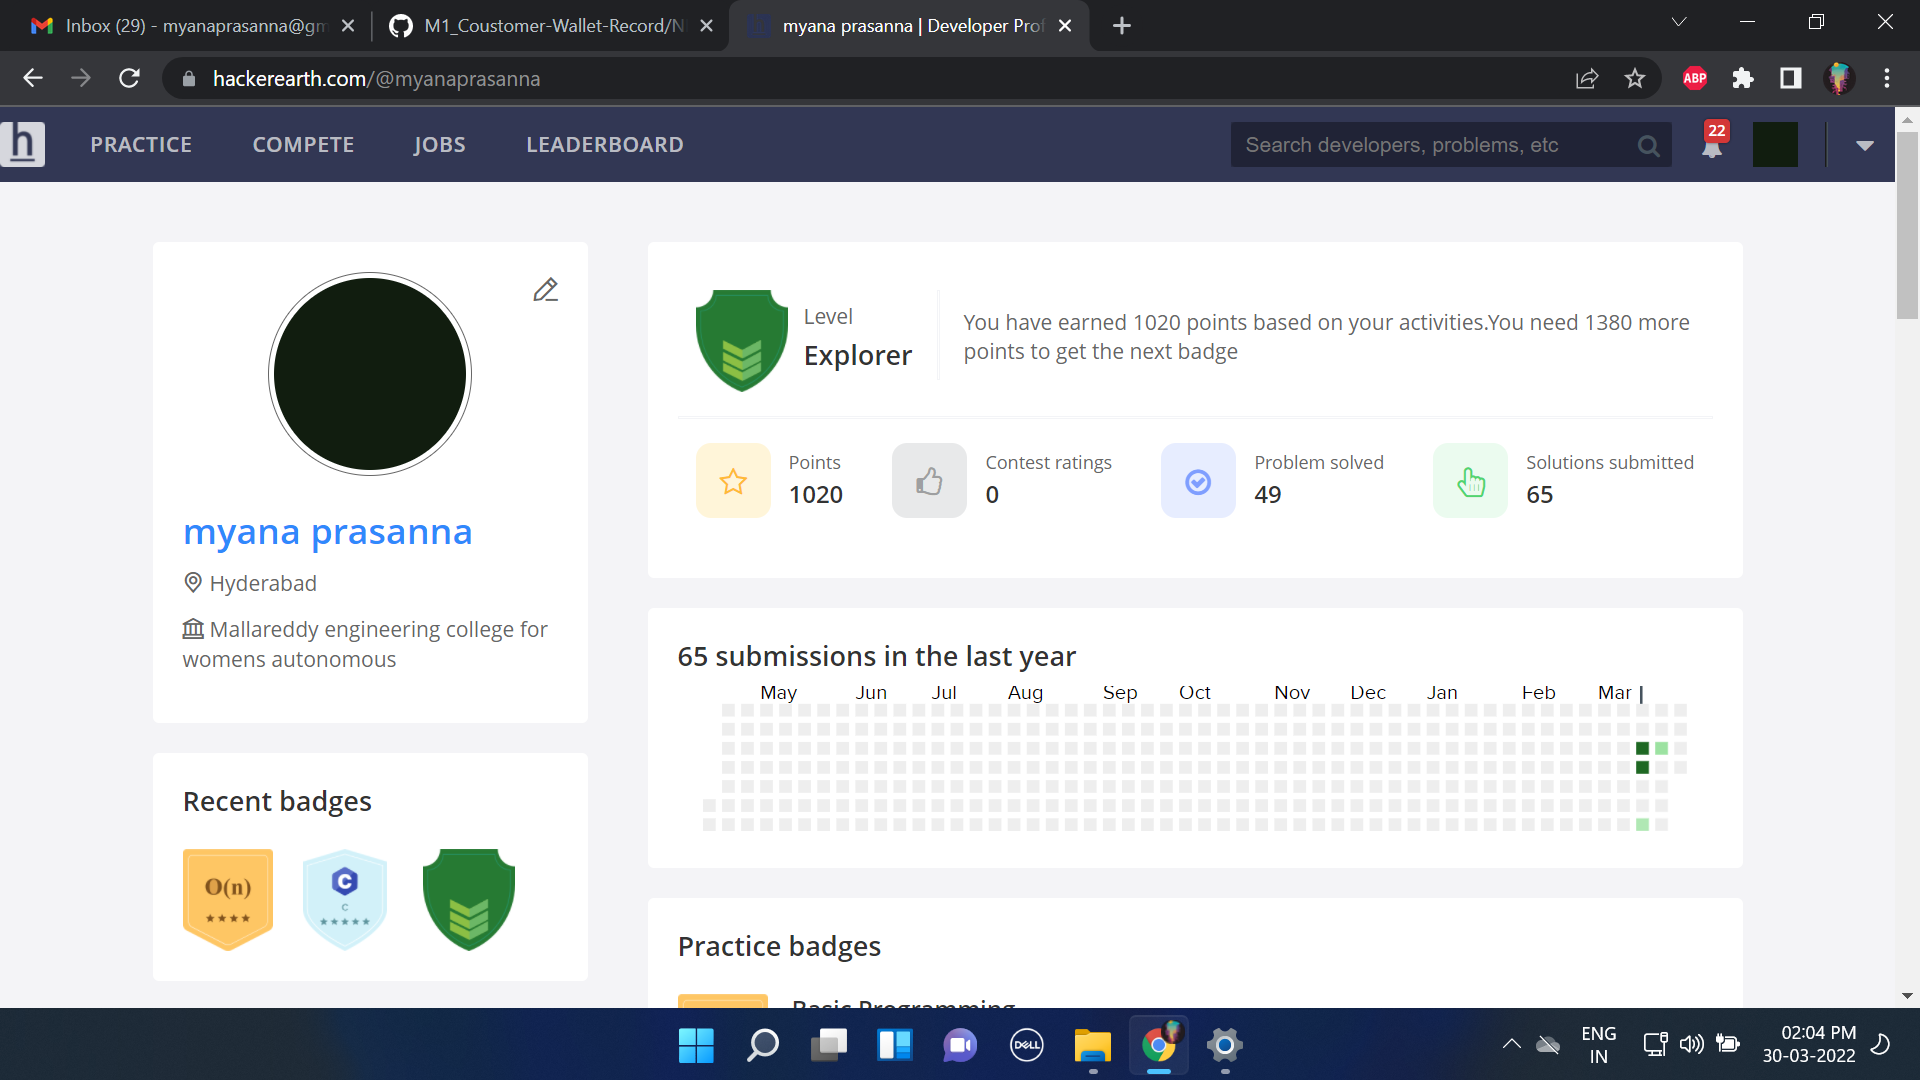 Inbox (29) - myanaprasanna@gm
M1_Coustomer-Wallet-Record/N
myana prasanna | Developer Prof
hackerearth.com/@myanaprasanna
ABP
h
PRACTICE
COMPETE
JOBS
LEADERBOARD
Search developers, problems, etc
22
Level
Explorer
You have earned 1020 points based on your activities.You need 1380 more
points to get the next badge
Points
1020
Contest ratings
0
Problem solved
49
Solutions submitted
65
myana prasanna
Hyderabad
Mallareddy engineering college for
womens autonomous
65 submissions in the last year
May Jun Jul Aug Sep Oct Nov Dec Jan Feb Mar |
Recent badges
O(n)
C
C
Practice badges
Basic Programming
DELL
ENG
IN
02:04 PM
30-03-2022